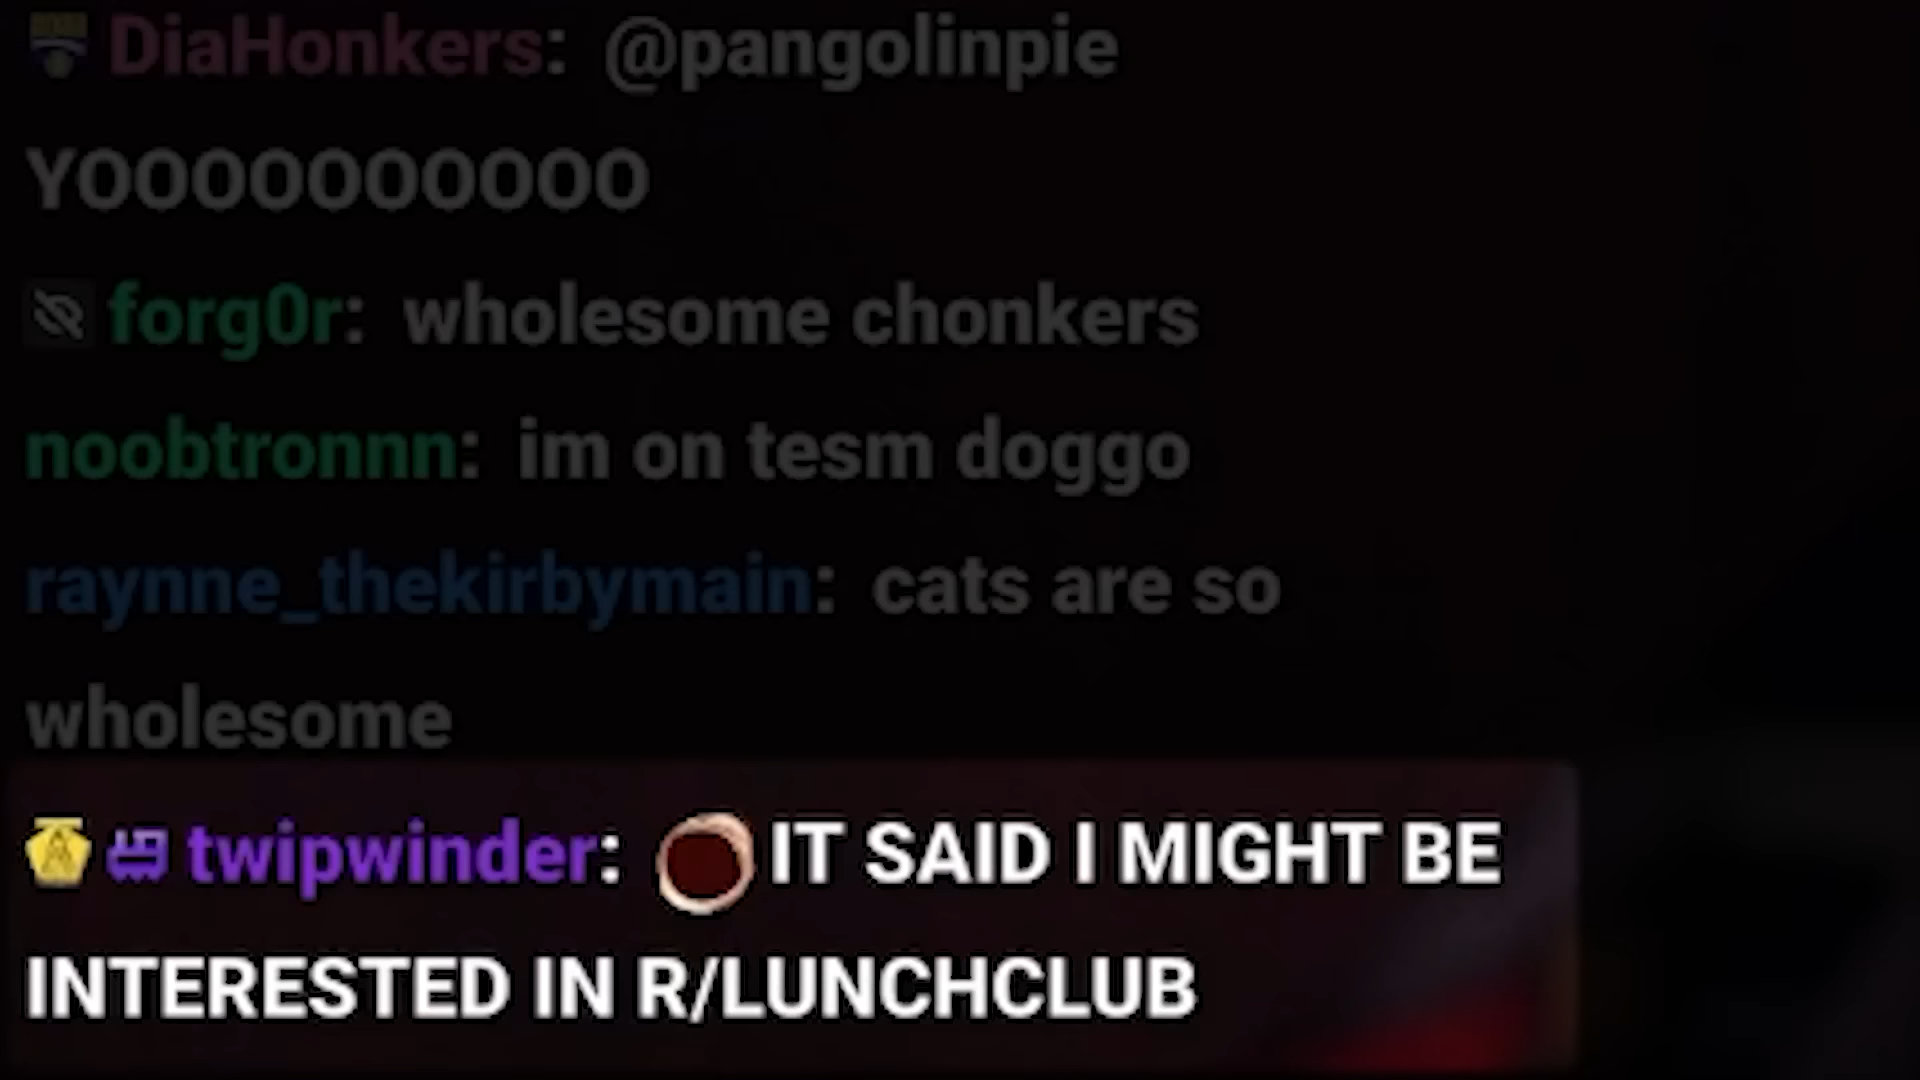 DiaHonkers: @pangolinpie
YOOOOOOOOOO
forg0r: wholesome chonkers
noobtronnn: im on tesm doggo
raynne_thekirbymain: cats are so
wholesome
twipwinder: IT SAID I MIGHT BE
INTERESTED IN R/LUNCHCLUB